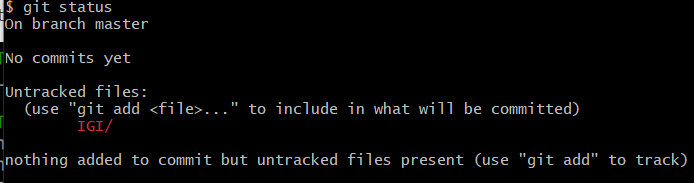 $ git status
On branch master
No commits yet
Untracked files:
(use "git add <file>..." to include in what will be committed)
IGI/
nothing added to commit but untracked files present (use "git add" to track)